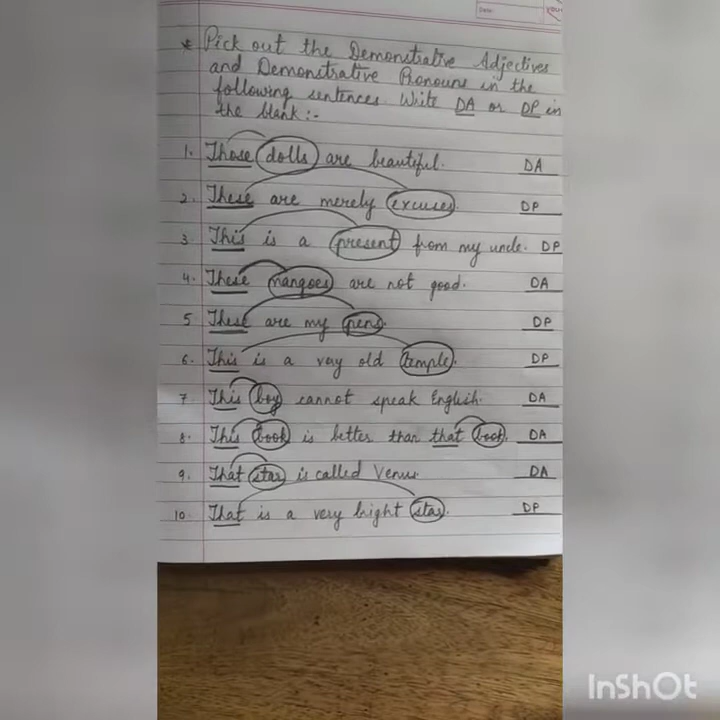 Date:
YOU
* Pick out the Demonstrative Adjectives
and Demonstrative Pronouns in the
following sentences. Write DA or DP in
the blank:-
1. Those dolls are beautiful. DA
2. These are merely excuses. DP
3. This is a present from my uncle. DP
4. These mangoes are not good. DA
5 These are my pens. DP
6. This is a very old temple. DP
7. This boy cannot speak English. DA
8. This book is better than that book. DA
9. That star is called Venus. DA
10. That is a very bright star. DP
InShOt